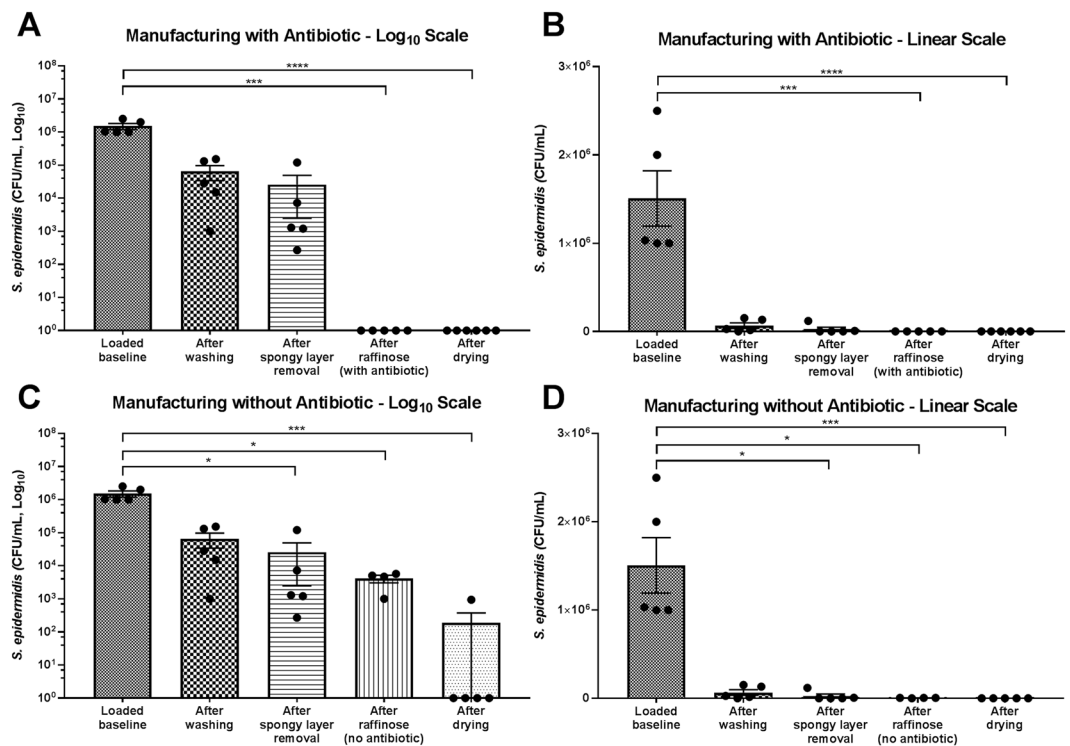 A
Manufacturing with Antibiotic - Log₁₀ Scale
S. epidermidis (CFU/mL, Log₁₀)
10⁸
10⁷
10⁶
10⁵
10⁴
10³
10²
10¹
10⁰
****
***
Loaded baseline
After washing
After spongy layer removal
After raffinose (with antibiotic)
After drying
B
Manufacturing with Antibiotic - Linear Scale
S. epidermidis (CFU/mL)
3×10⁶
2×10⁶
1×10⁶
0
****
***
Loaded baseline
After washing
After spongy layer removal
After raffinose (with antibiotic)
After drying
C
Manufacturing without Antibiotic - Log₁₀ Scale
S. epidermidis (CFU/mL, Log₁₀)
10⁸
10⁷
10⁶
10⁵
10⁴
10³
10²
10¹
10⁰
***
*
*
Loaded baseline
After washing
After spongy layer removal
After raffinose (no antibiotic)
After drying
D
Manufacturing without Antibiotic - Linear Scale
S. epidermidis (CFU/mL)
3×10⁶
2×10⁶
1×10⁶
0
***
*
*
Loaded baseline
After washing
After spongy layer removal
After raffinose (no antibiotic)
After drying